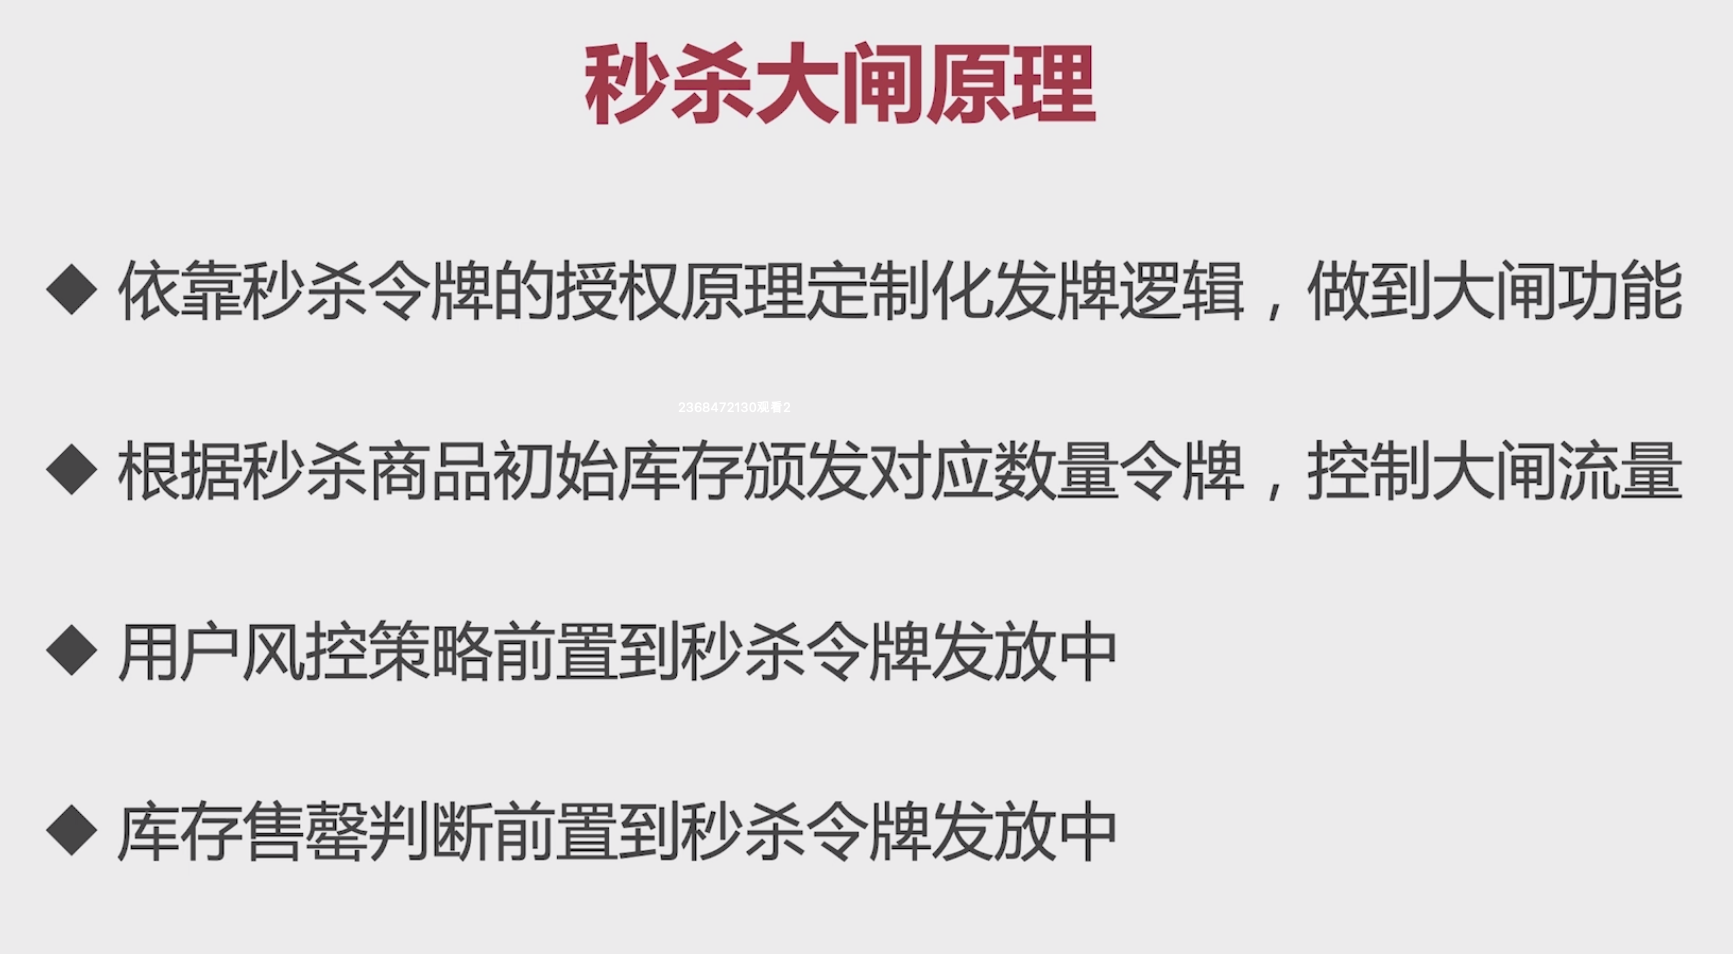 秒杀大闸原理
◆ 依靠秒杀令牌的授权原理定制化发牌逻辑，做到大闸功能
2368472130观看2
◆ 根据秒杀商品初始库存颁发对应数量令牌，控制大闸流量
◆ 用户风控策略前置到秒杀令牌发放中
◆ 库存售罄判断前置到秒杀令牌发放中